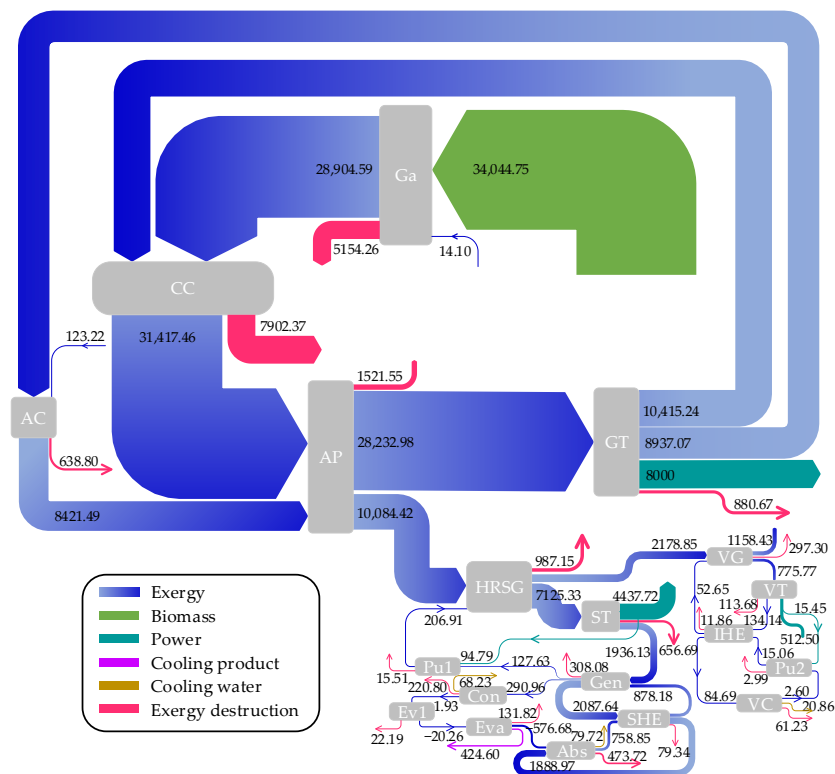 28,904.59
Ga
34,044.75
5154.26
14.10
CC
123.22
31,417.46
7902.37
1521.55
AC
10,415.24
638.80
AP
28,232.98
GT
8937.07
8000
8421.49
10,084.42
880.67
987.15
2178.85
1158.43
VG
297.30
Exergy
Biomass
Power
Cooling product
Cooling water
Exergy destruction
HRSG
7125.33
4437.72
ST
52.65
775.77
VT
113.68
15.45
206.91
11.86
134.14
IHE
512.50
94.79
1936.13
656.69
15.06
Pu1
127.63
308.08
2.99
Pu2
15.51
68.23
Gen
220.80
Con
290.96
878.18
84.69
VC
2.60
20.86
1.93
2087.64
Ev1
131.82
SHE
61.23
22.19
−20.26
Eva
−576.68
79.72
758.85
79.34
424.60
Abs
473.72
1888.97